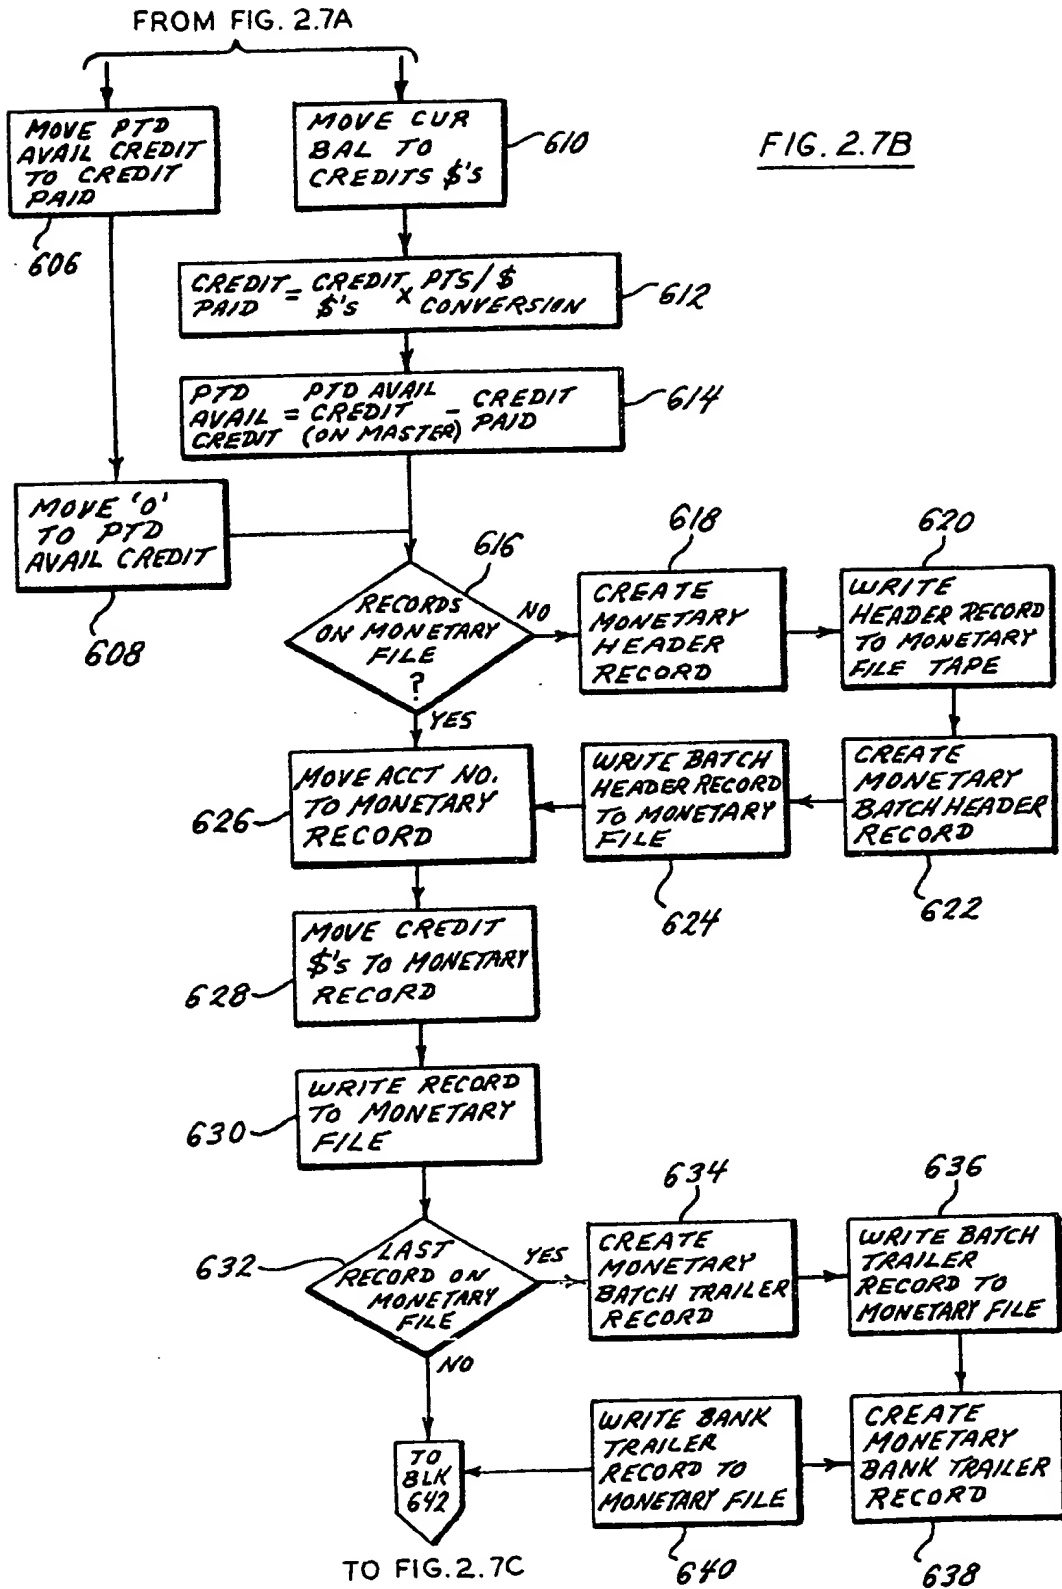 FROM FIG. 2.7A
MOVE PTD
AVAIL CREDIT
TO CREDIT
PAID
606
MOVE CUR
BAL TO
CREDITS $'S
610
FIG. 2.7B
CREDIT = CREDIT x PTS/$
PAID $'S CONVERSION
612
PTD PTD AVAIL
AVAIL = CREDIT - CREDIT
CREDIT (ON MASTER) PAID
614
MOVE '0'
TO PTD
AVAIL CREDIT
608
RECORDS
ON MONETARY
FILE
?
616
NO
YES
CREATE
MONETARY
HEADER
RECORD
618
WRITE
HEADER RECORD
TO MONETARY
FILE TAPE
620
CREATE
MONETARY
BATCH HEADER
RECORD
622
WRITE BATCH
HEADER RECORD
TO MONETARY
FILE
624
MOVE ACCT NO.
TO MONETARY
RECORD
626
MOVE CREDIT
$'S TO MONETARY
RECORD
628
WRITE RECORD
TO MONETARY
FILE
630
LAST
RECORD ON
MONETARY
FILE
632
YES
NO
CREATE
MONETARY
BATCH TRAILER
RECORD
634
WRITE BATCH
TRAILER
RECORD TO
MONETARY FILE
636
CREATE
MONETARY
BANK TRAILER
RECORD
638
WRITE BANK
TRAILER
RECORD TO
MONETARY FILE
640
TO
BLK
642
TO FIG. 2.7C